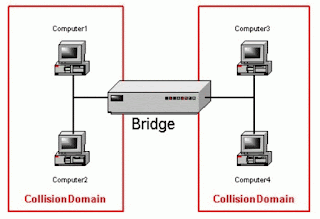 Computer1
Computer3
Bridge
Computer2
Computer4
CollisionDomain
CollisionDomain